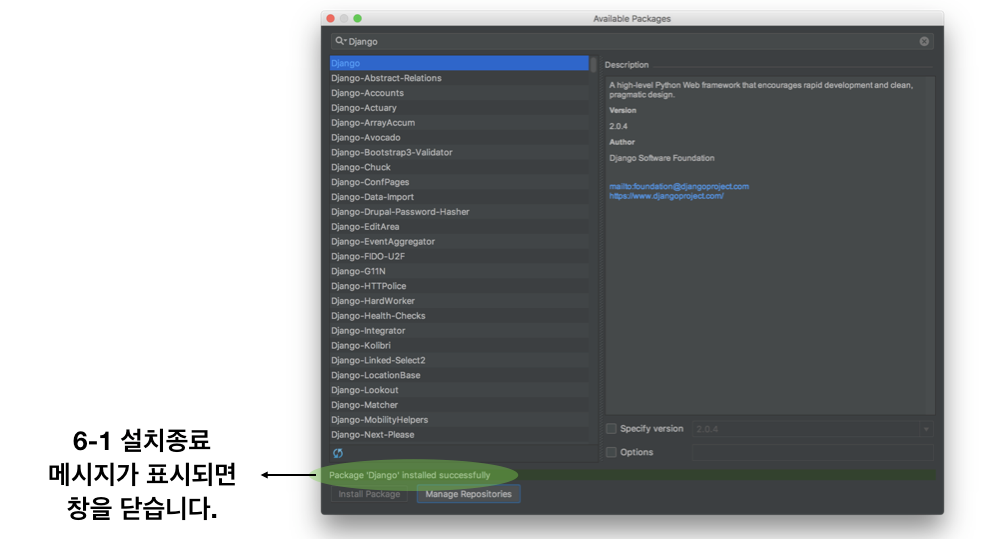 Available Packages
Django
Django
Django-Abstract-Relations
Django-Accounts
Django-Actuary
Django-ArrayAccum
Django-Avocado
Django-Bootstrap3-Validator
Django-Chuck
Django-ConfPages
Django-Data-Import
Django-Drupal-Password-Hasher
Django-EditArea
Django-EventAggregator
Django-FIDO-U2F
Django-G11N
Django-HTTPolice
Django-HardWorker
Django-Health-Checks
Django-Integrator
Django-Kolibri
Django-Linked-Select2
Django-LocationBase
Django-Lookout
Django-Matcher
Django-MobilityHelpers
Django-Next-Please
Description
A high-level Python Web framework that encourages rapid development and clean,
pragmatic design.
Version
2.0.4
Author
Django Software Foundation
mailto:foundation@djangoproject.com
https://www.djangoproject.com/
Specify version 2.0.4
Options
Package 'Django' installed successfully
Install Package Manage Repositories
6-1 설치종료
메시지가 표시되면
창을 닫습니다.